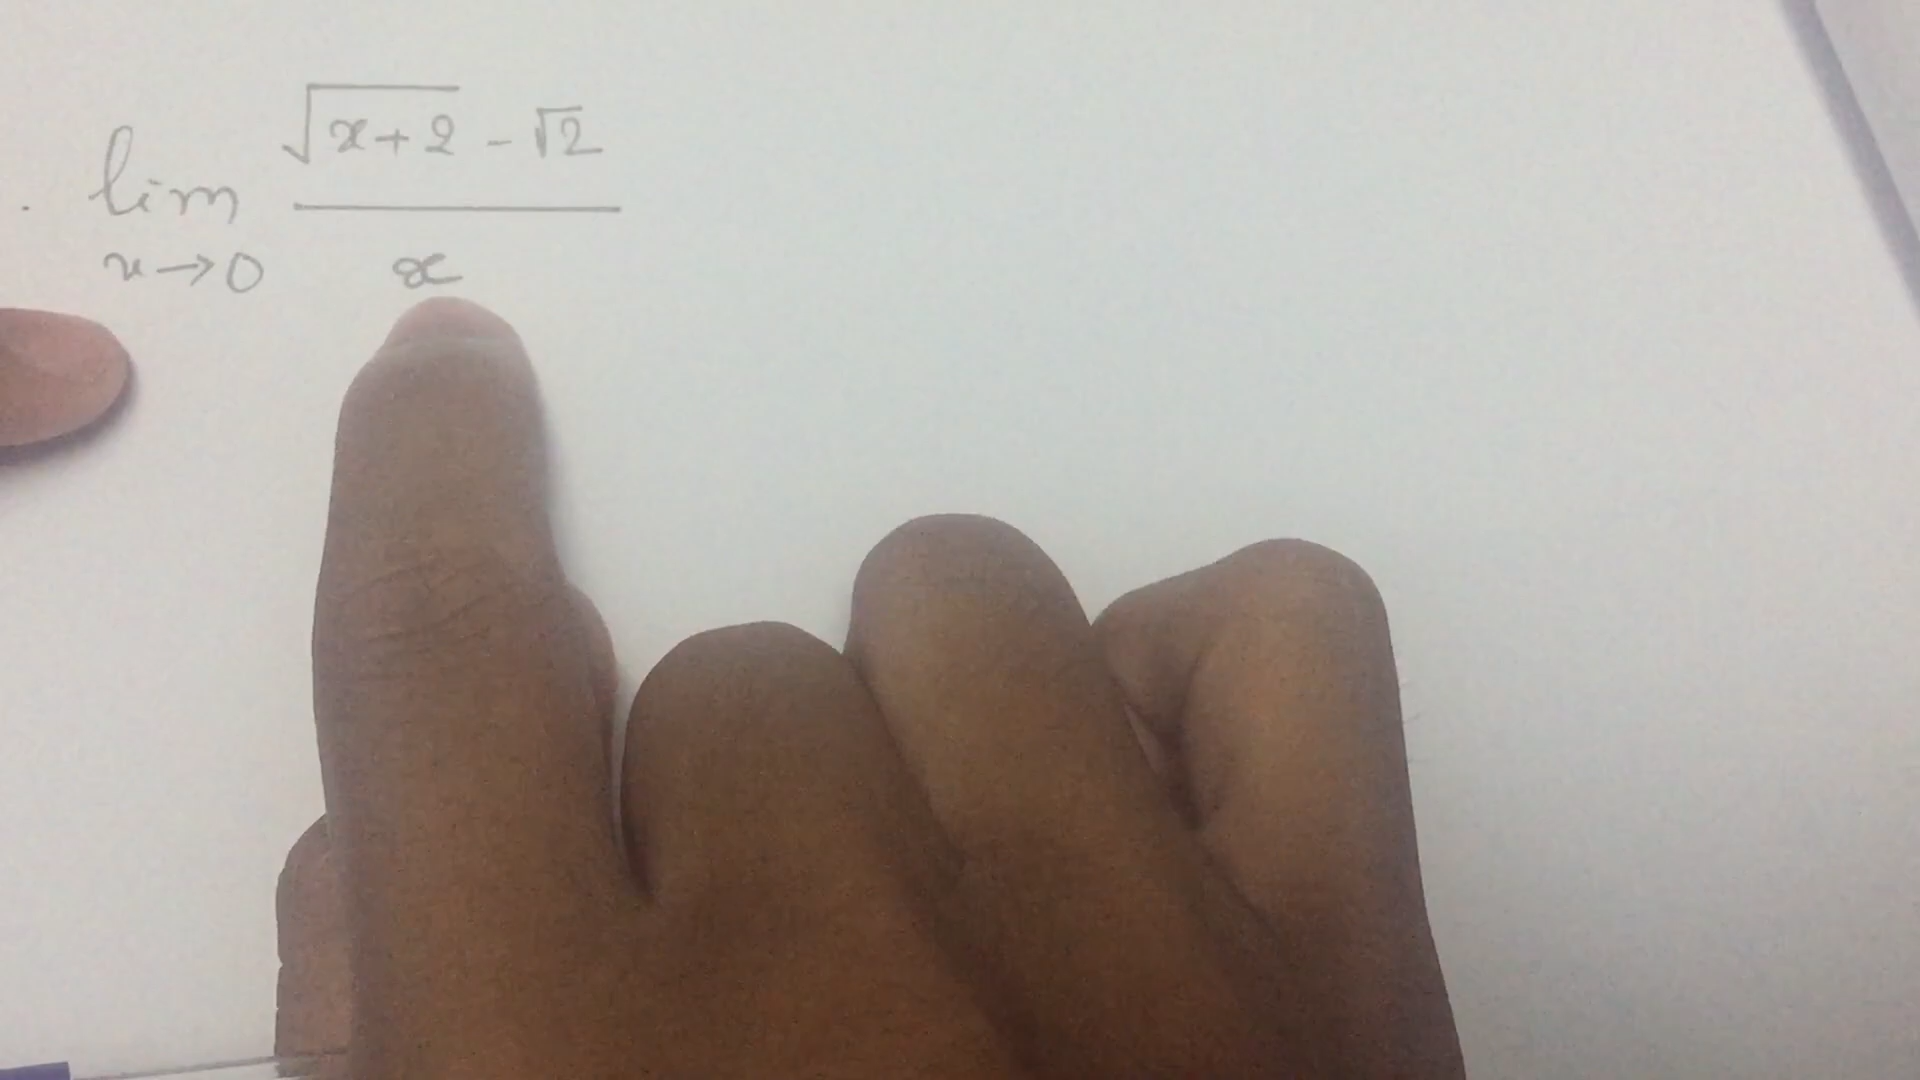 lim √(x+2) - √2
x→0 x